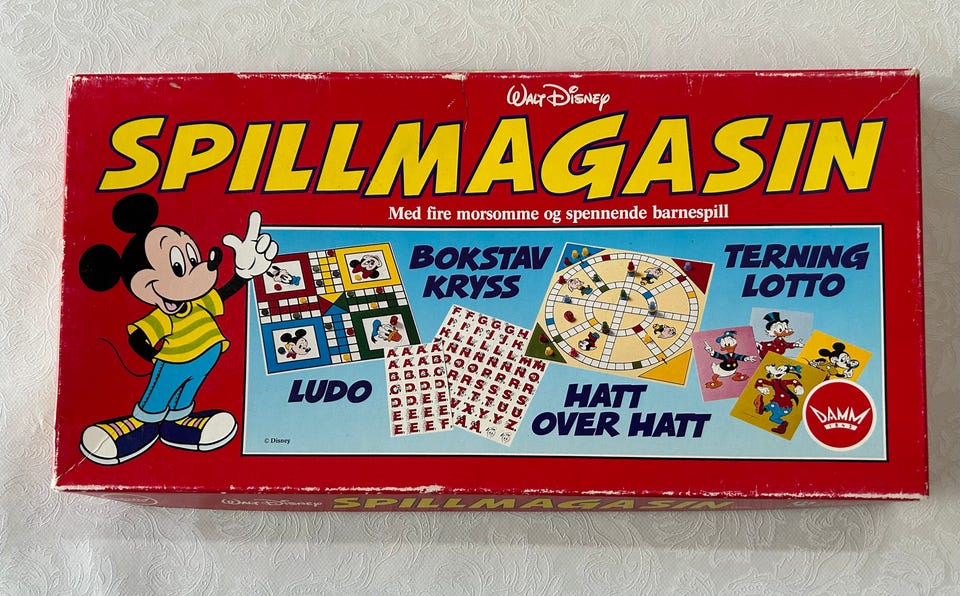 WALT DISNEY
SPILLMAGASIN
Med fire morsomme og spennende barnespill
BOKSTAV
KRYSS
TERNING
LOTTO
LUDO
HATT
OVER HATT
DAMM
1843
© Disney
WALT DISNEY
SPILLMAGASIN